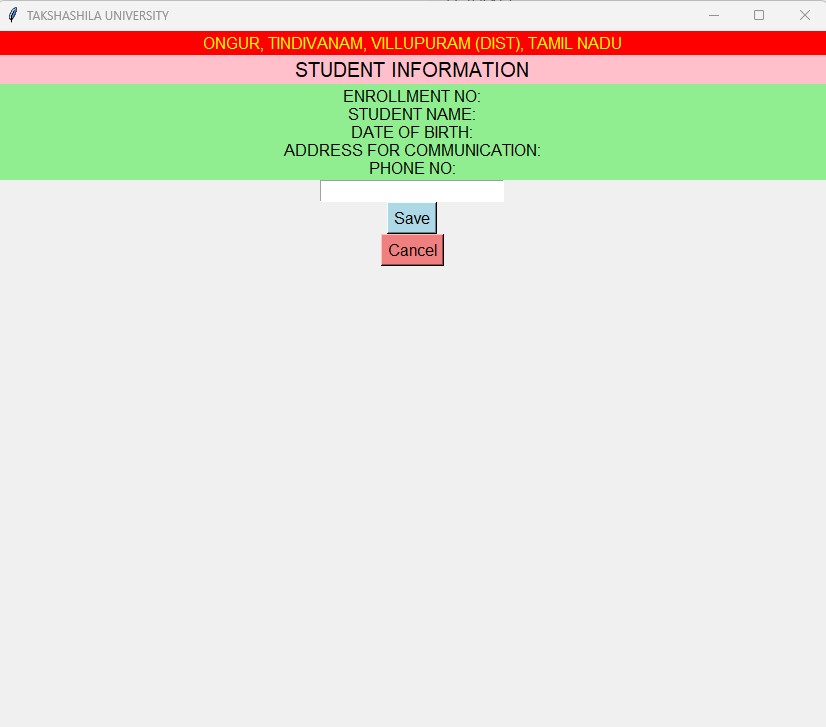 TAKSHASHILA UNIVERSITY
ONGUR, TINDIVANAM, VILLUPURAM (DIST), TAMIL NADU
STUDENT INFORMATION
ENROLLMENT NO:
STUDENT NAME:
DATE OF BIRTH:
ADDRESS FOR COMMUNICATION:
PHONE NO:
Save
Cancel